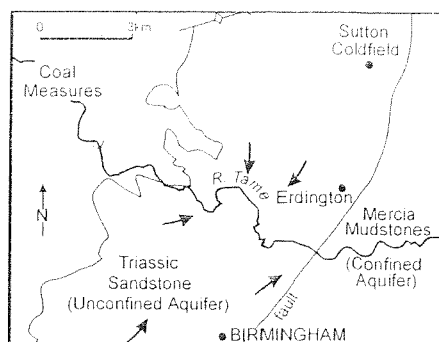 0 3km
Sutton
Coldfield
Coal
Measures
R. Tame
Erdington
N
Mercia
Mudstones
(Confined
Aquifer)
Triassic
Sandstone
(Unconfined Aquifer)
fault
BIRMINGHAM